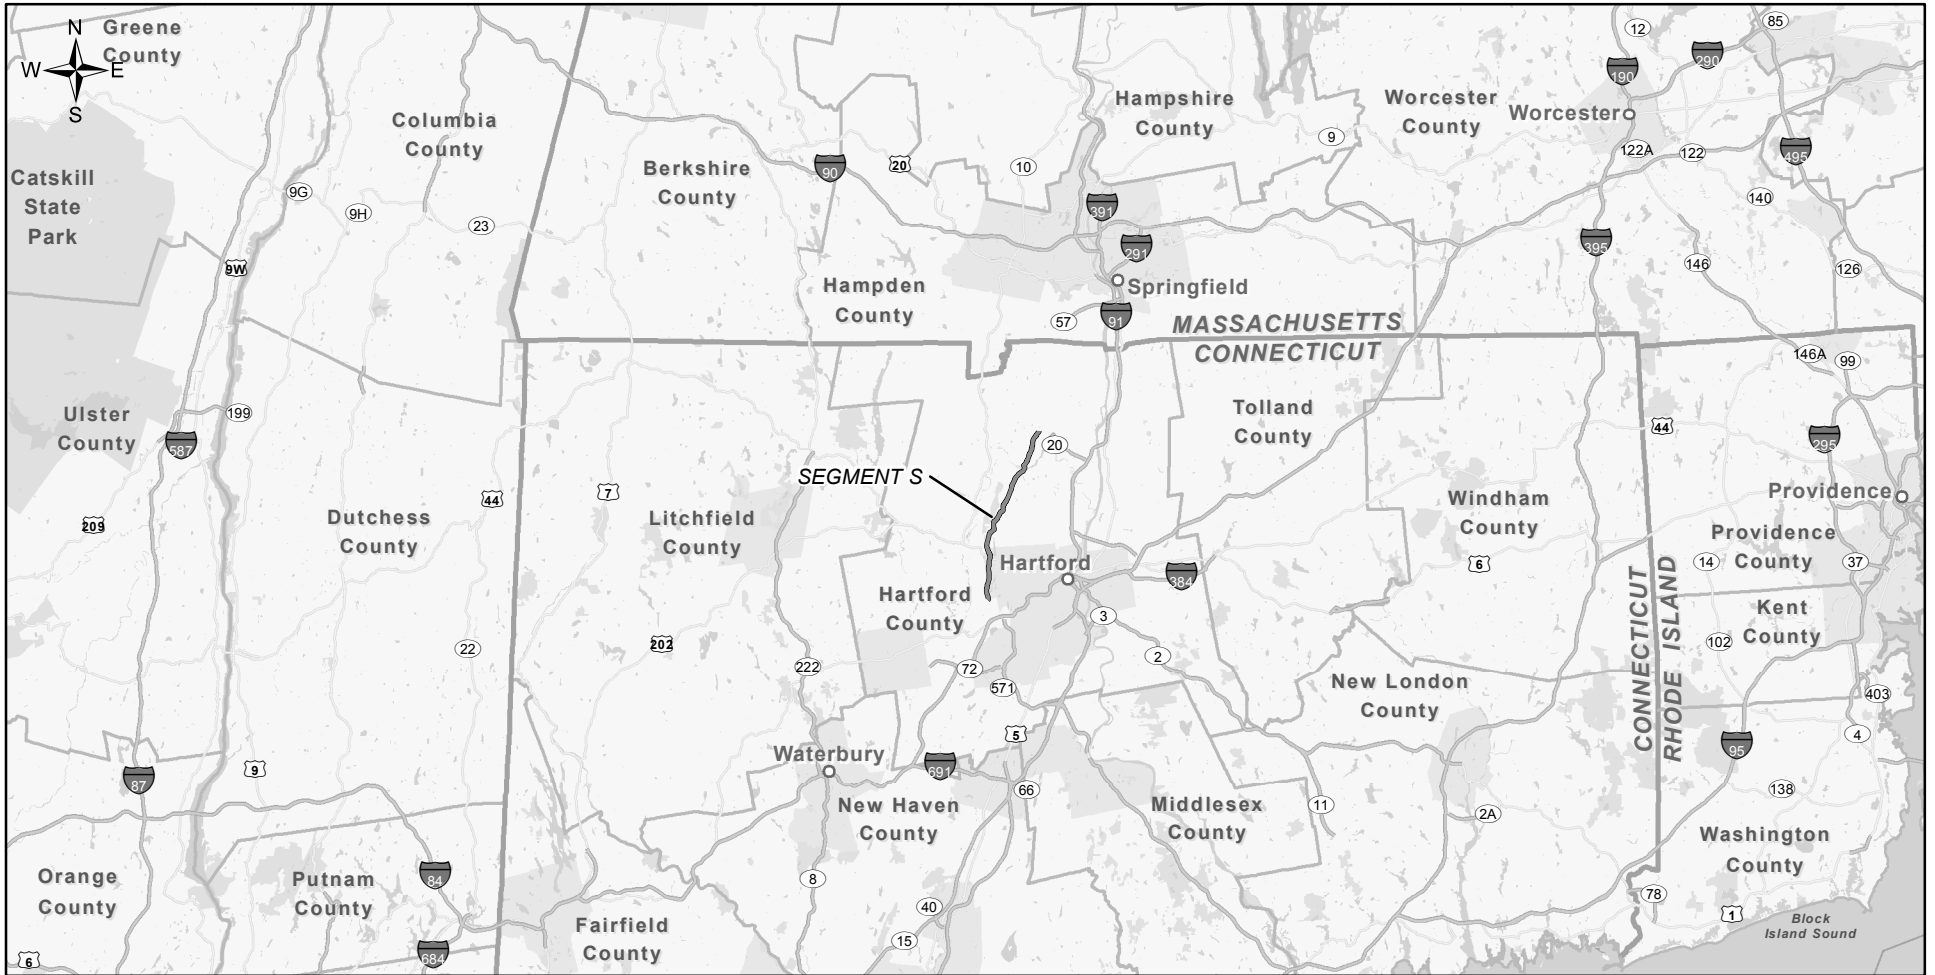 N
W E
S
Greene
County
Columbia
County
Catskill
State
Park
9G
9H
23
9W
Ulster
County
199
587
209
Dutchess
County
44
22
9
87
Orange
County
6
Putnam
County
84
684
Berkshire
County
90
20
10
Hampshire
County
9
Worcester
County
Worcester
12
190
290
85
122A
122
495
140
391
291
Springfield
91
57
Hampden
County
395
146
126
MASSACHUSETTS
CONNECTICUT
146A
99
Tolland
County
44
295
20
SEGMENT S
7
Litchfield
County
Windham
County
Providence
Providence
County
6
14
37
Hartford
384
Hartford
County
3
2
202
222
72
571
5
CONNECTICUT
RHODE ISLAND
Kent
County
102
403
4
New London
County
95
138
Waterbury
691
66
New Haven
County
Middlesex
County
11
2A
Washington
County
8
40
15
78
1
Block
Island Sound
Fairfield
County